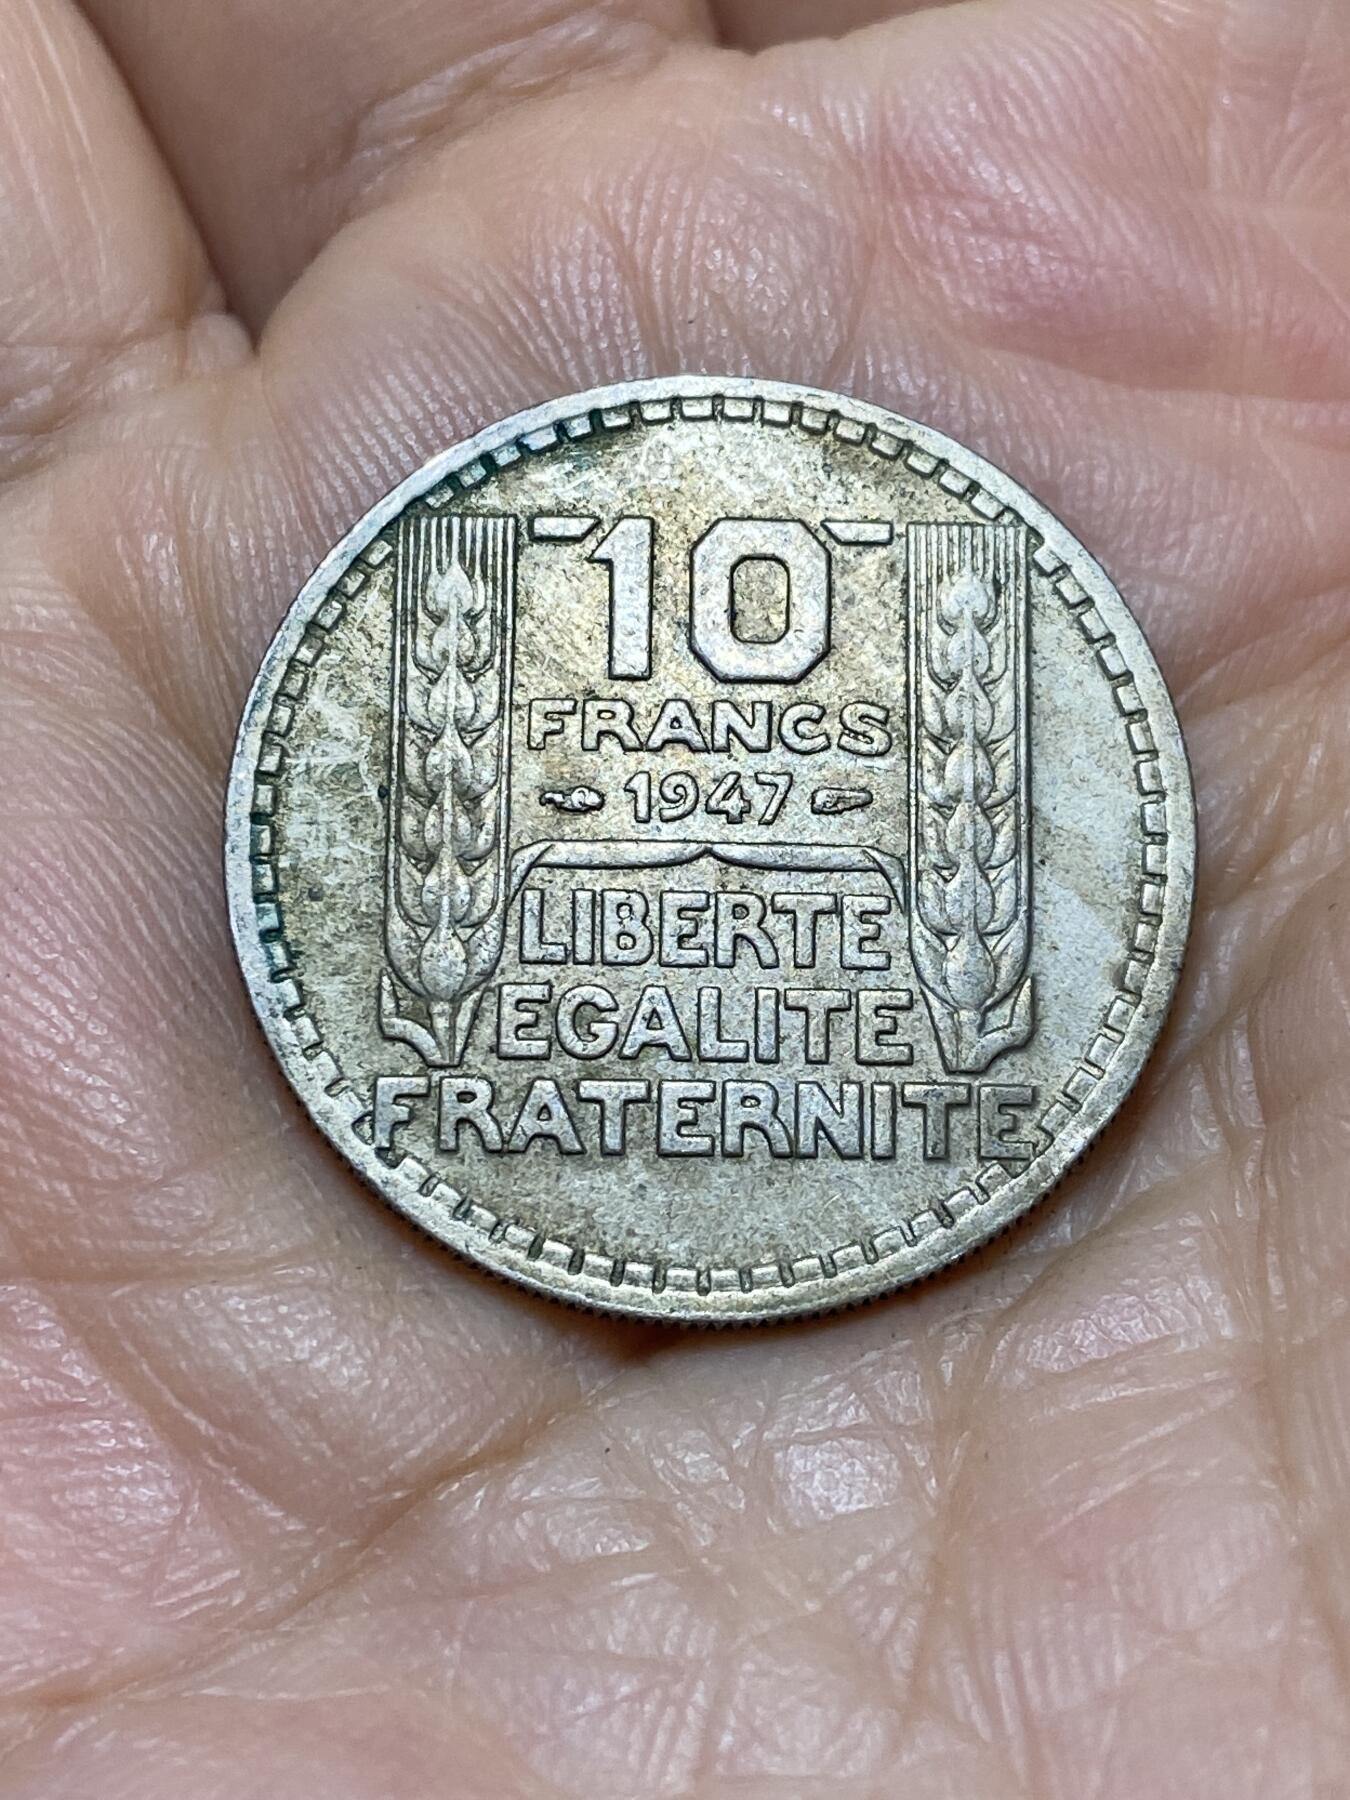 10
FRANCS
1947
LIBERTE
EGALITE
FRATERNITE